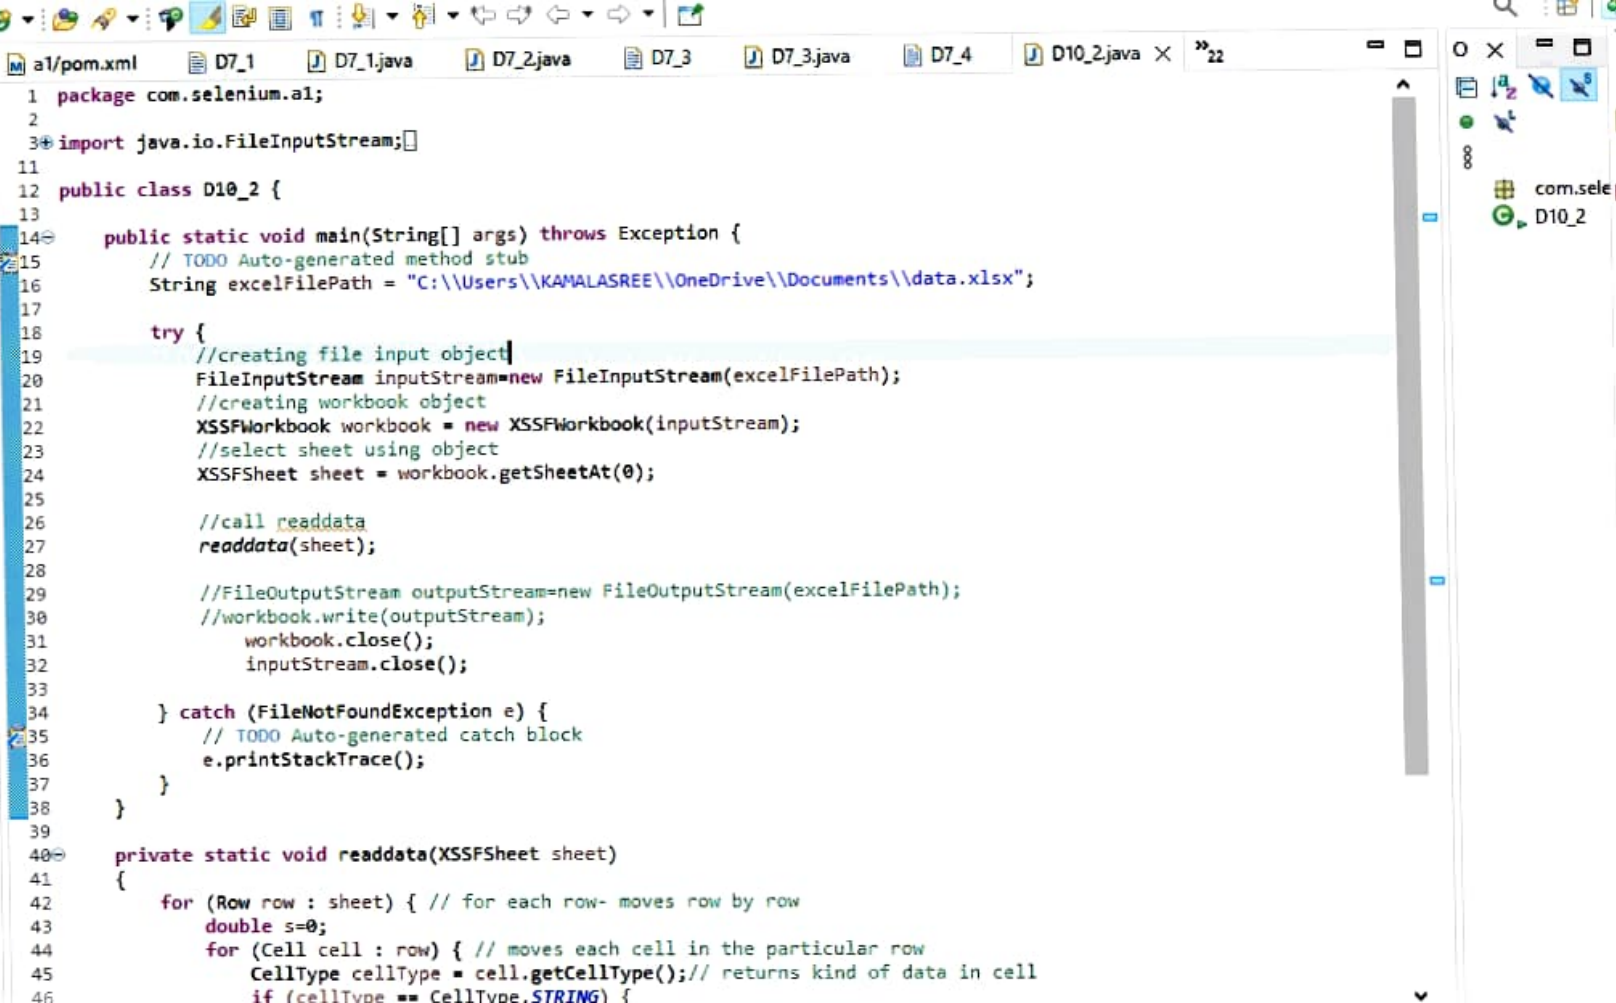 a1/pom.xml D7_1 D7_1.java D7_2.java D7_3 D7_3.java D7_4 D10_2.java »22
1 package com.selenium.a1;
2
3 import java.io.FileInputStream;
11
12 public class D10_2 {
13
14 public static void main(String[] args) throws Exception {
15 // TODO Auto-generated method stub
16 String excelFilePath = "C:\\Users\\KAMALASREE\\OneDrive\\Documents\\data.xlsx";
17
18 try {
19 //creating file input object
20 FileInputStream inputStream=new FileInputStream(excelFilePath);
21 //creating workbook object
22 XSSFWorkbook workbook = new XSSFWorkbook(inputStream);
23 //select sheet using object
24 XSSFSheet sheet = workbook.getSheetAt(0);
25
26 //call readdata
27 readdata(sheet);
28
29 //FileOutputStream outputStream=new FileOutputStream(excelFilePath);
30 //workbook.write(outputStream);
31 workbook.close();
32 inputStream.close();
33
34 } catch (FileNotFoundException e) {
35 // TODO Auto-generated catch block
36 e.printStackTrace();
37 }
38 }
39
40 private static void readdata(XSSFSheet sheet)
41 {
42 for (Row row : sheet) { // for each row- moves row by row
43 double s=0;
44 for (Cell cell : row) { // moves each cell in the particular row
45 CellType cellType = cell.getCellType();// returns kind of data in cell
46 if (cellType == CellType.STRING) {
com.sele
D10_2